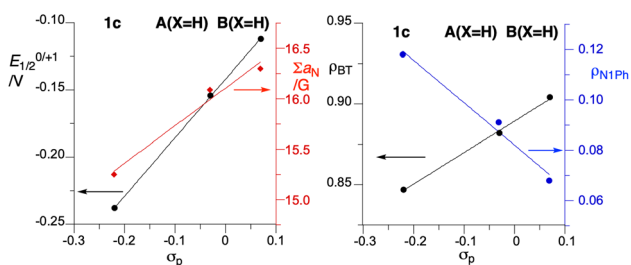 1c A(X=H) B(X=H)
E1/2 0/+1
/V
-0.10
-0.15
-0.20
-0.25
-0.3 -0.2 -0.1 0 0.1
σp
16.5
16.0
15.5
15.0
ΣaN
/G
1c A(X=H) B(X=H)
ρBT
0.95
0.90
0.85
-0.3 -0.2 -0.1 0 0.1
σp
0.12
0.10
0.08
0.06
ρN1Ph